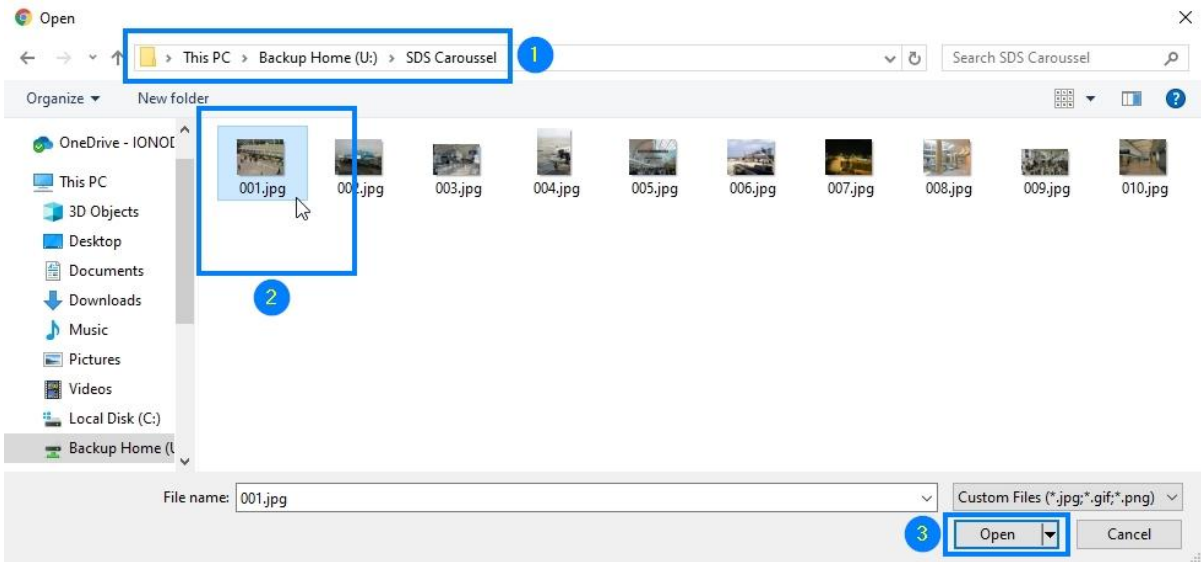 Open
This PC > Backup Home (U:) > SDS Caroussel
1
Search SDS Caroussel
Organize
New folder
?
OneDrive - IONOD
This PC
3D Objects
Desktop
Documents
Downloads
Music
Pictures
Videos
Local Disk (C:)
Backup Home (U
001.jpg
002.jpg
003.jpg
004.jpg
005.jpg
006.jpg
007.jpg
008.jpg
009.jpg
010.jpg
2
File name: 001.jpg
Custom Files (*.jpg;*.gif;*.png)
3
Open
Cancel